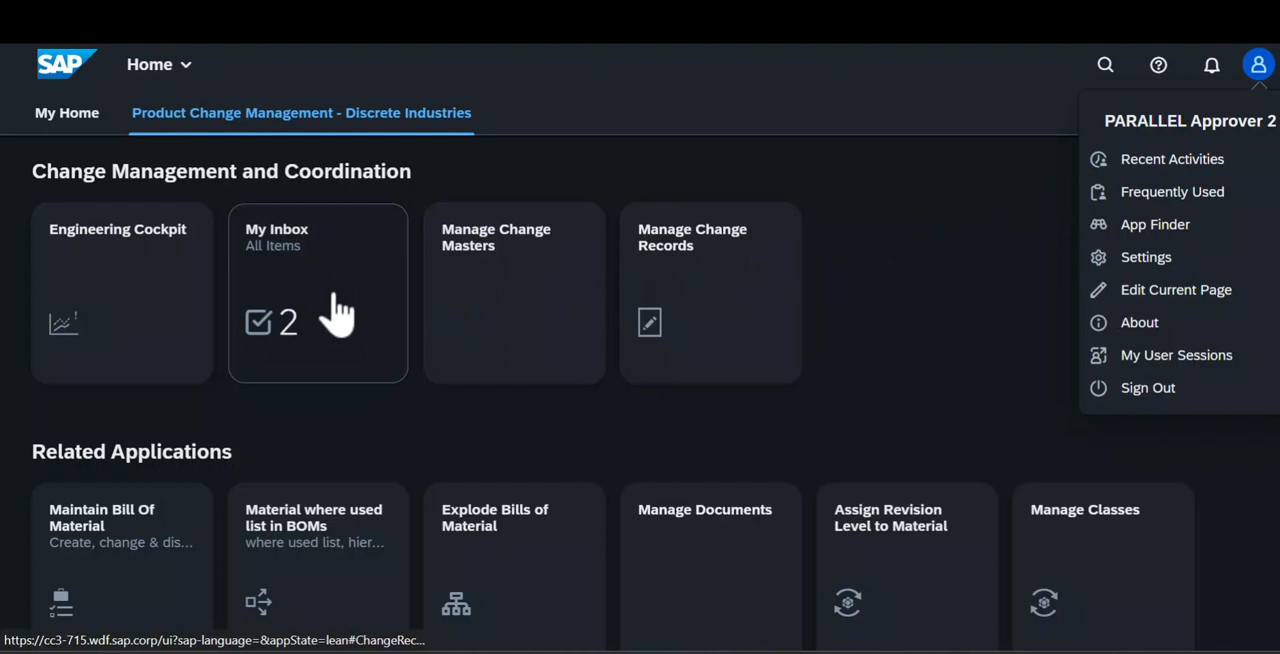 SAP
Home
My Home
Product Change Management - Discrete Industries
PARALLEL Approver 2
Recent Activities
Frequently Used
App Finder
Settings
Edit Current Page
About
My User Sessions
Sign Out
Change Management and Coordination
Engineering Cockpit
My Inbox
All Items
2
Manage Change
Masters
Manage Change
Records
Related Applications
Maintain Bill Of
Material
Create, change & dis...
Material where used
list in BOMs
where used list, hier...
Explode Bills of
Material
Manage Documents
Assign Revision
Level to Material
Manage Classes
https://cc3-715.wdf.sap.corp/ui?sap-language=&appState=lean#ChangeRec...